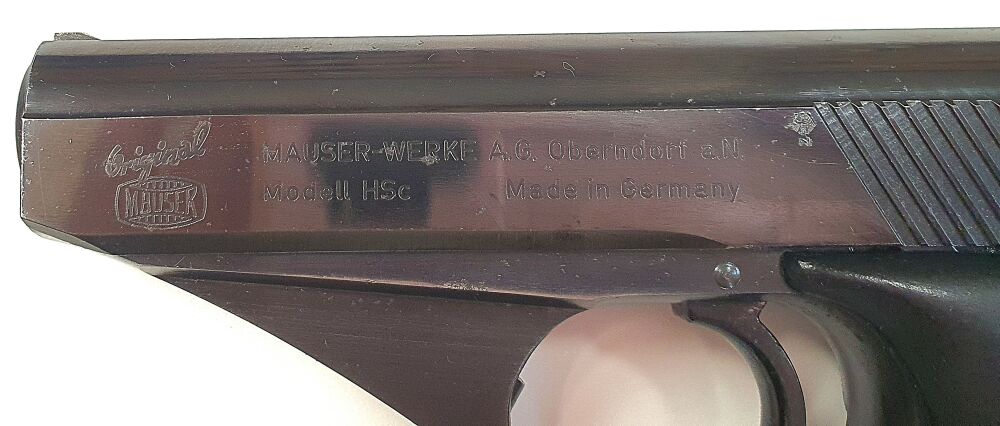 Original
MAUSER
MAUSER-WERKE A.G. Oberndorf a.N.
Modell HSc Made in Germany